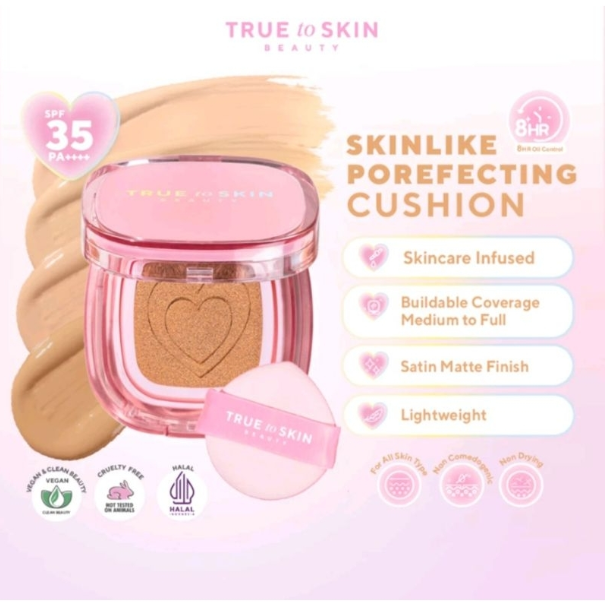 TRUE to SKIN
BEAUTY
SPF
35
PA++++
8HR
8HR Oil Control
SKINLIKE
POREFECTING
CUSHION
TRUE to SKIN
BEAUTY
Skincare Infused
Buildable Coverage
Medium to Full
Satin Matte Finish
Lightweight
TRUE to SKIN
BEAUTY
For All Skin Type
Non Comedogenic
Non Drying
VEGAN & CLEAN BEAUTY
VEGAN
CLEAN BEAUTY
CRUELTY FREE
NOT TESTED
ON ANIMALS
HALAL
HALAL
INDONESIA